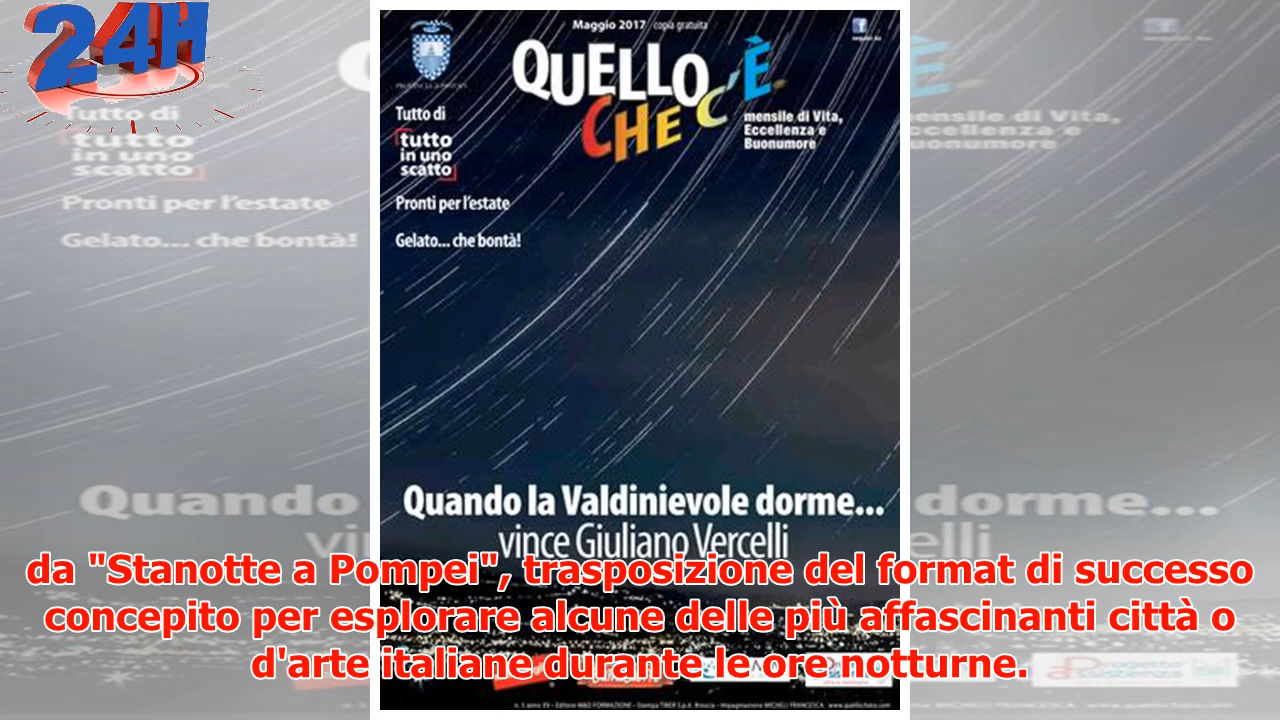 24H
Maggio 2017 copia gratuita
QUELLO
CHE C'È
mensile di Vita,
Eccellenza e
Buonumore
Tutto di
tutto
in uno
scatto
Pronti per l'estate
Gelato... che bontà!
Quando la Valdinievole dorme...
vince Giuliano Vercelli
da "Stanotte a Pompei", trasposizione del format di successo
concepito per esplorare alcune delle più affascinanti città o
d'arte italiane durante le ore notturne.